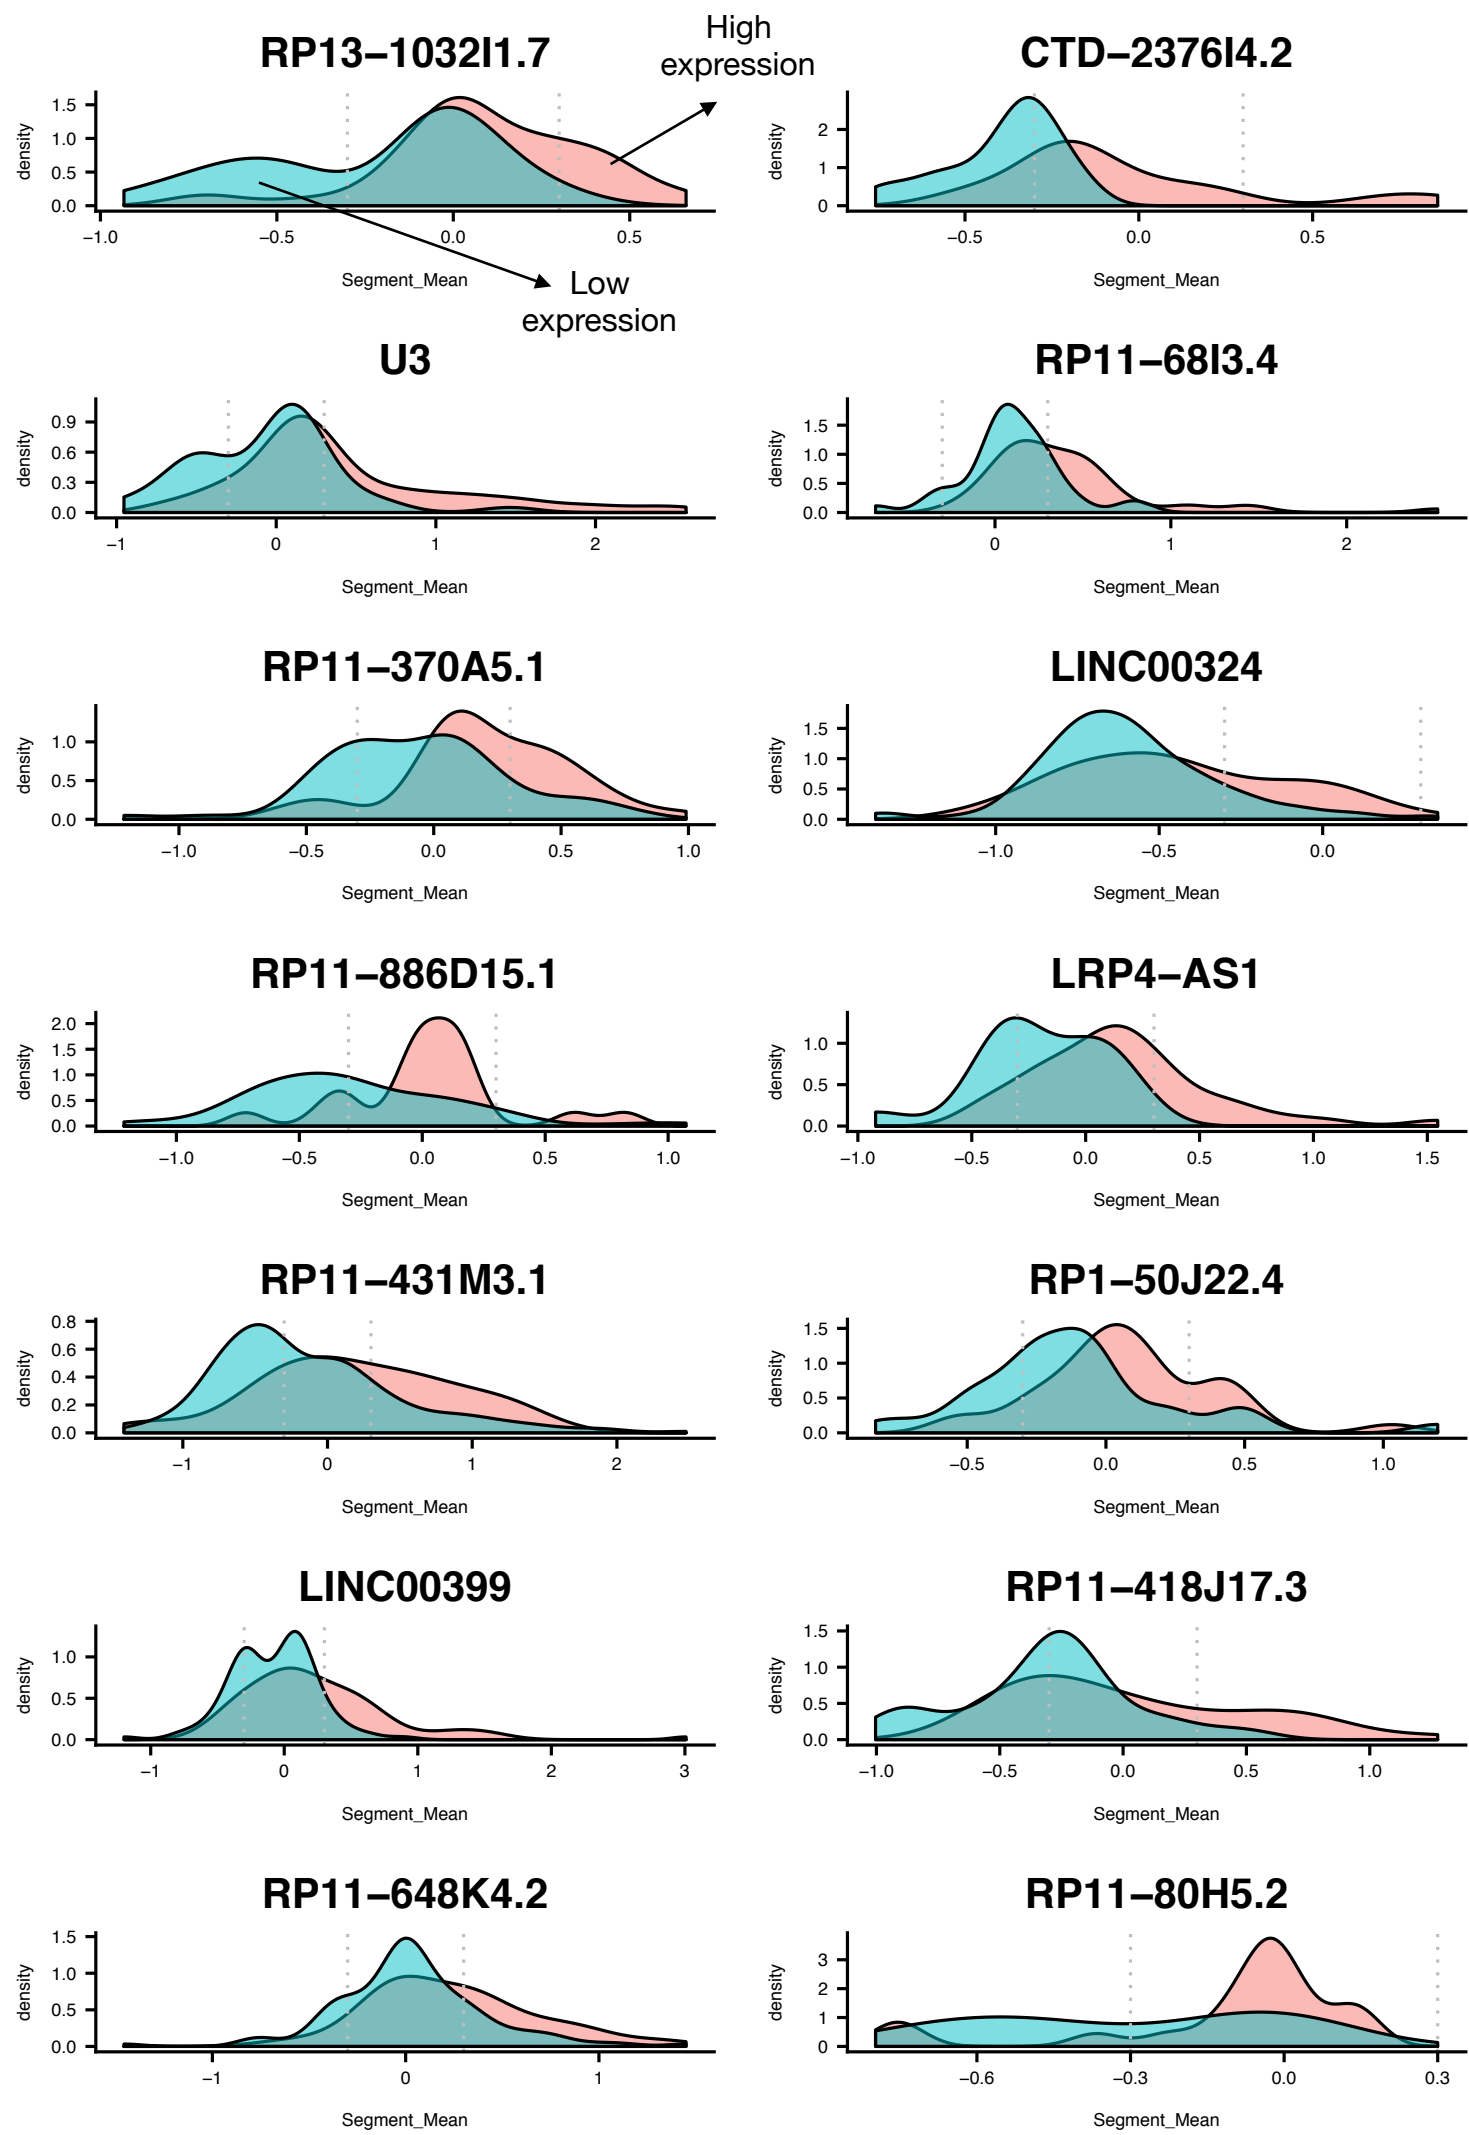 High
expression
RP13−1032I1.7
CTD−2376I4.2
density
1.5
1.0
0.5
0.0
−1.0
−0.5
0.0
0.5
Segment_Mean
density
2
1
0
−0.5
0.0
0.5
Segment_Mean
Low
expression
U3
RP11−68I3.4
density
0.9
0.6
0.3
0.0
−1
0
1
2
Segment_Mean
density
1.5
1.0
0.5
0.0
0
1
2
Segment_Mean
RP11−370A5.1
LINC00324
density
1.0
0.5
0.0
−1.0
−0.5
0.0
0.5
1.0
Segment_Mean
density
1.5
1.0
0.5
0.0
−1.0
−0.5
0.0
Segment_Mean
RP11−886D15.1
LRP4−AS1
density
2.0
1.5
1.0
0.5
0.0
−1.0
−0.5
0.0
0.5
1.0
Segment_Mean
density
1.0
0.5
0.0
−1.0
−0.5
0.0
0.5
1.0
1.5
Segment_Mean
RP11−431M3.1
RP1−50J22.4
density
0.8
0.6
0.4
0.2
0.0
−1
0
1
2
Segment_Mean
density
1.5
1.0
0.5
0.0
−0.5
0.0
0.5
1.0
Segment_Mean
LINC00399
RP11−418J17.3
density
1.0
0.5
0.0
−1
0
1
2
3
Segment_Mean
density
1.5
1.0
0.5
0.0
−1.0
−0.5
0.0
0.5
1.0
Segment_Mean
RP11−648K4.2
RP11−80H5.2
density
1.5
1.0
0.5
0.0
−1
0
1
Segment_Mean
density
3
2
1
0
−0.6
−0.3
0.0
0.3
Segment_Mean